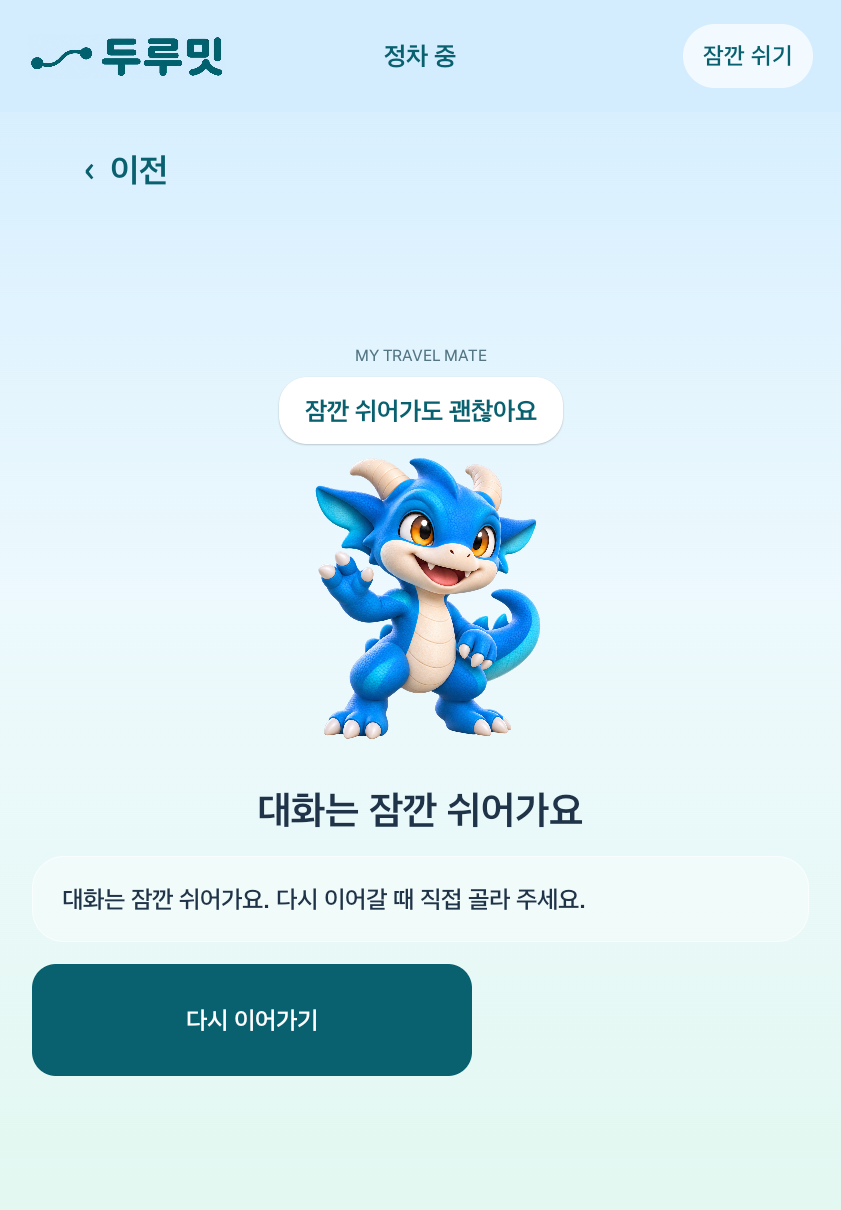 두루밋
정차 중
잠깐 쉬기
‹ 이전
MY TRAVEL MATE
잠깐 쉬어가도 괜찮아요
대화는 잠깐 쉬어가요
대화는 잠깐 쉬어가요. 다시 이어갈 때 직접 골라 주세요.
다시 이어가기